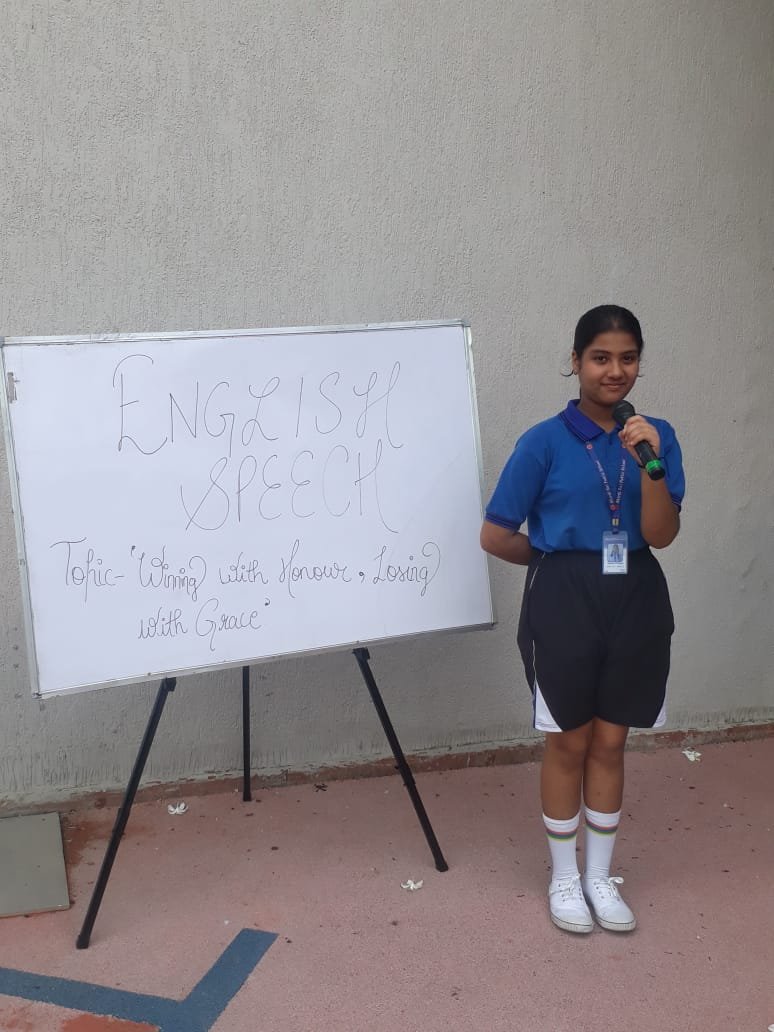 ENGLISH
SPEECH
Topic- 'Winning with Honour, Losing
with Grace'